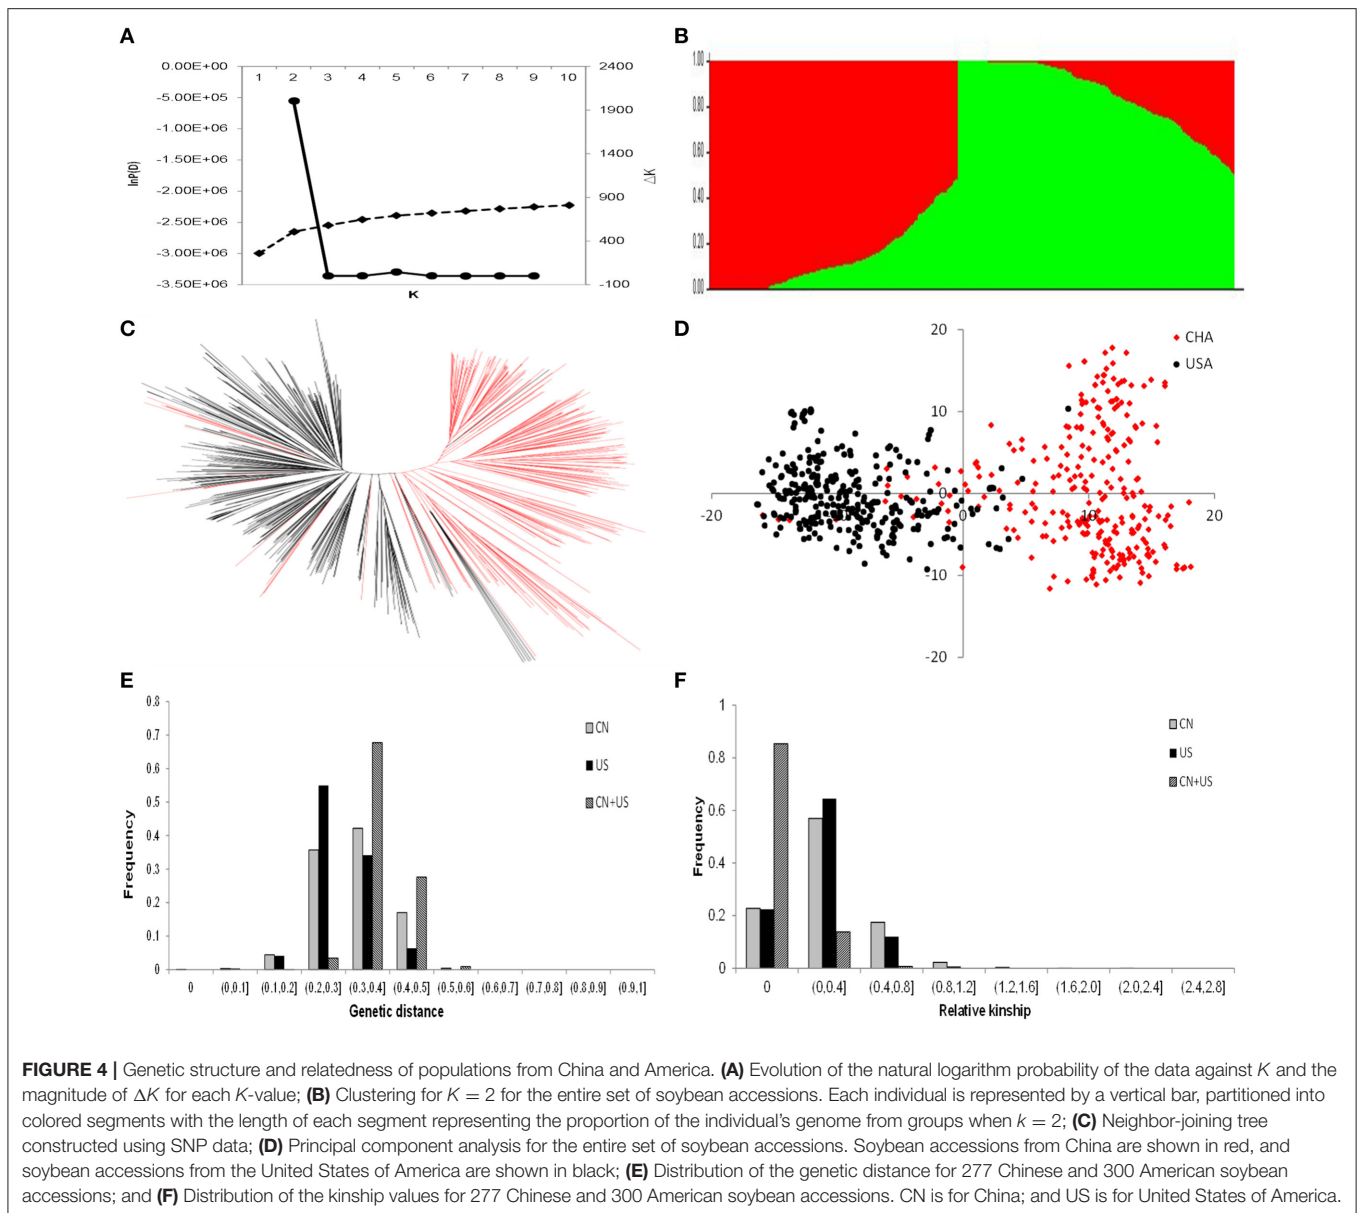 A
0.00E+00
-5.00E+05
-1.00E+06
-1.50E+06
-2.00E+06
-2.50E+06
-3.00E+06
-3.50E+06
lnP(D)
1 2 3 4 5 6 7 8 9 10
2400
1900
1400
900
400
-100
ΔK
K
B
1.00
0.80
0.60
0.40
0.20
0.00
C
D
20
10
0
-10
-20
-20 -10 0 10 20
CHA
USA
E
0.8
0.7
0.6
0.5
0.4
0.3
0.2
0.1
0
Frequency
CN
US
CN+US
0 (0,0.1] (0.1,0.2] (0.2,0.3] (0.3,0.4] (0.4,0.5] (0.5,0.6] (0.6,0.7] (0.7,0.8] (0.8,0.9] (0.9,1]
Genetic distance
F
1
0.8
0.6
0.4
0.2
0
Frequency
CN
US
CN+US
0 (0,0.4] (0.4,0.8] (0.8,1.2] (1.2,1.6] (1.6,2.0] (2.0,2.4] (2.4,2.8]
Relative kinship
FIGURE 4 | Genetic structure and relatedness of populations from China and America. (A) Evolution of the natural logarithm probability of the data against K and the
magnitude of ΔK for each K-value; (B) Clustering for K = 2 for the entire set of soybean accessions. Each individual is represented by a vertical bar, partitioned into
colored segments with the length of each segment representing the proportion of the individual's genome from groups when k = 2; (C) Neighbor-joining tree
constructed using SNP data; (D) Principal component analysis for the entire set of soybean accessions. Soybean accessions from China are shown in red, and
soybean accessions from the United States of America are shown in black; (E) Distribution of the genetic distance for 277 Chinese and 300 American soybean
accessions; and (F) Distribution of the kinship values for 277 Chinese and 300 American soybean accessions. CN is for China; and US is for United States of America.